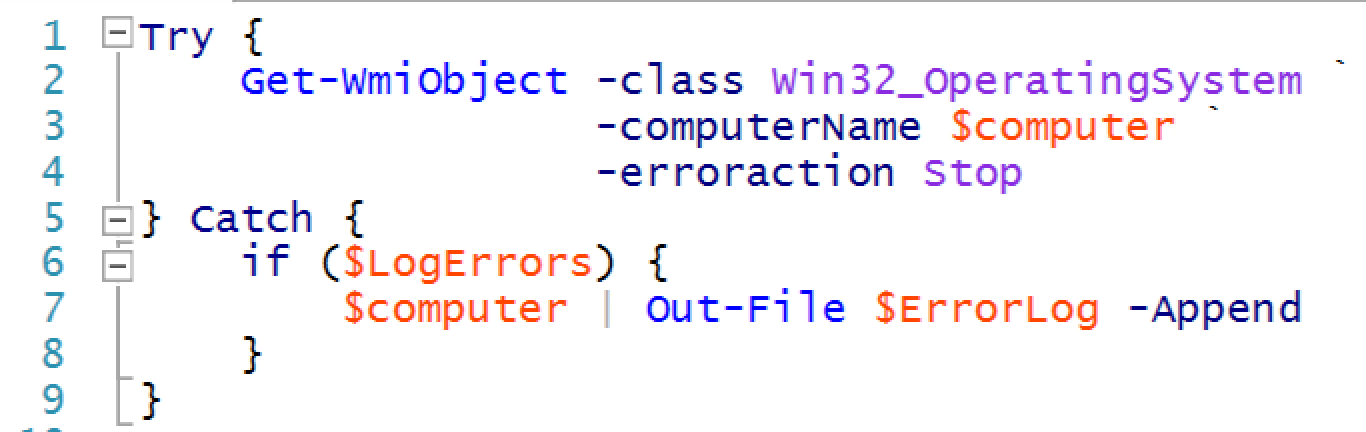 1 Try {
2 Get-WmiObject -class Win32_OperatingSystem `
3 -computerName $computer `
4 -erroraction Stop
5 } Catch {
6 if ($LogErrors) {
7 $computer | Out-File $ErrorLog -Append
8 }
9 }